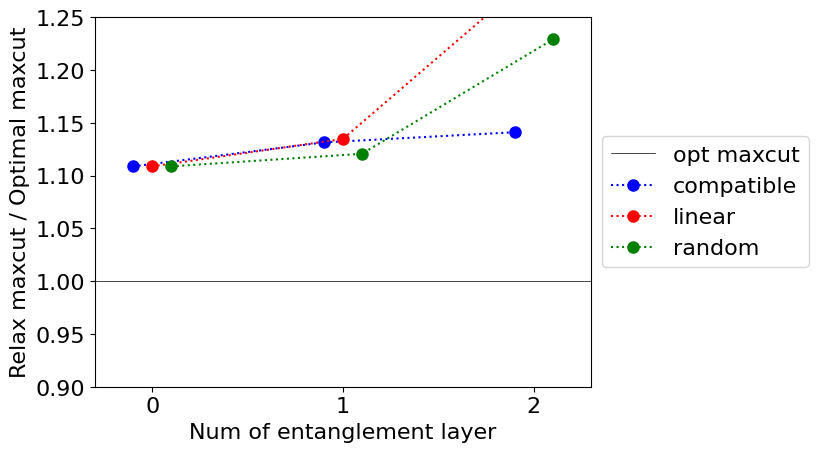 Relax maxcut / Optimal maxcut
1.25
1.20
1.15
1.10
1.05
1.00
0.95
0.90
0
1
2
Num of entanglement layer
opt maxcut
compatible
linear
random